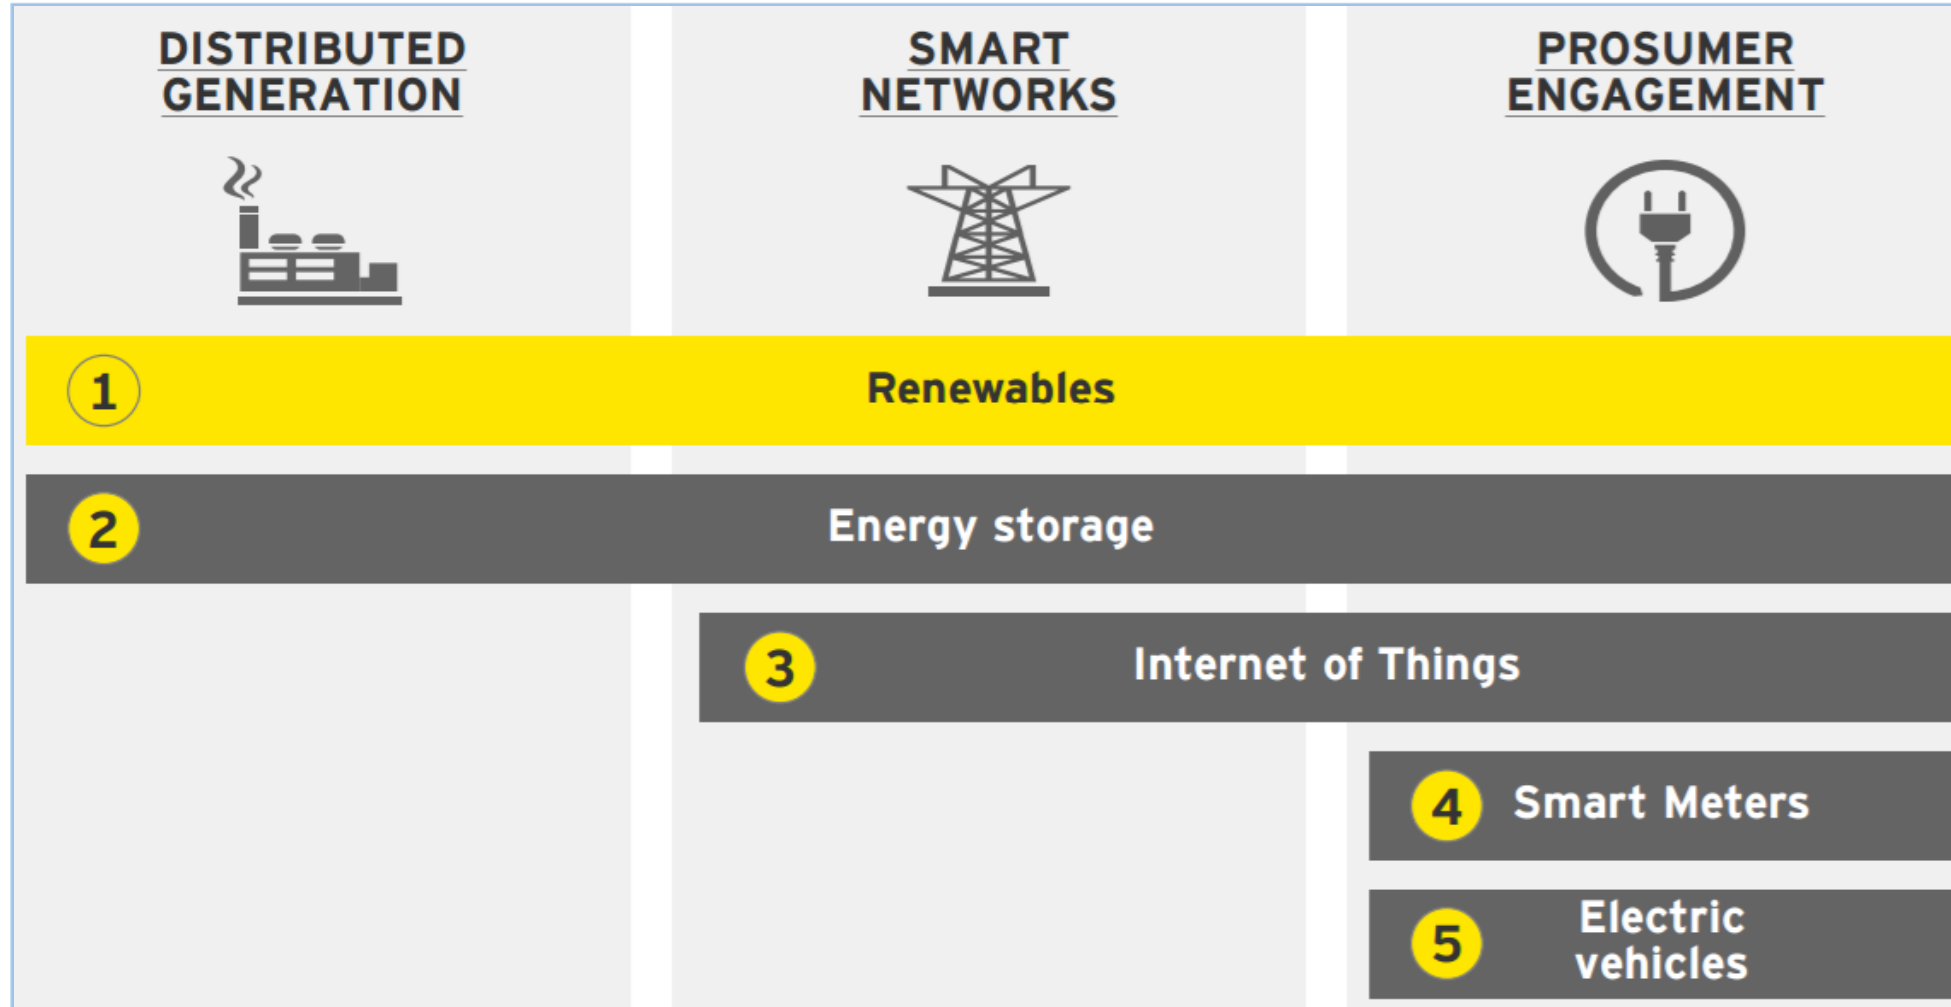 DISTRIBUTED
GENERATION
SMART
NETWORKS
PROSUMER
ENGAGEMENT
1 Renewables
2 Energy storage
3 Internet of Things
4 Smart Meters
5 Electric
vehicles